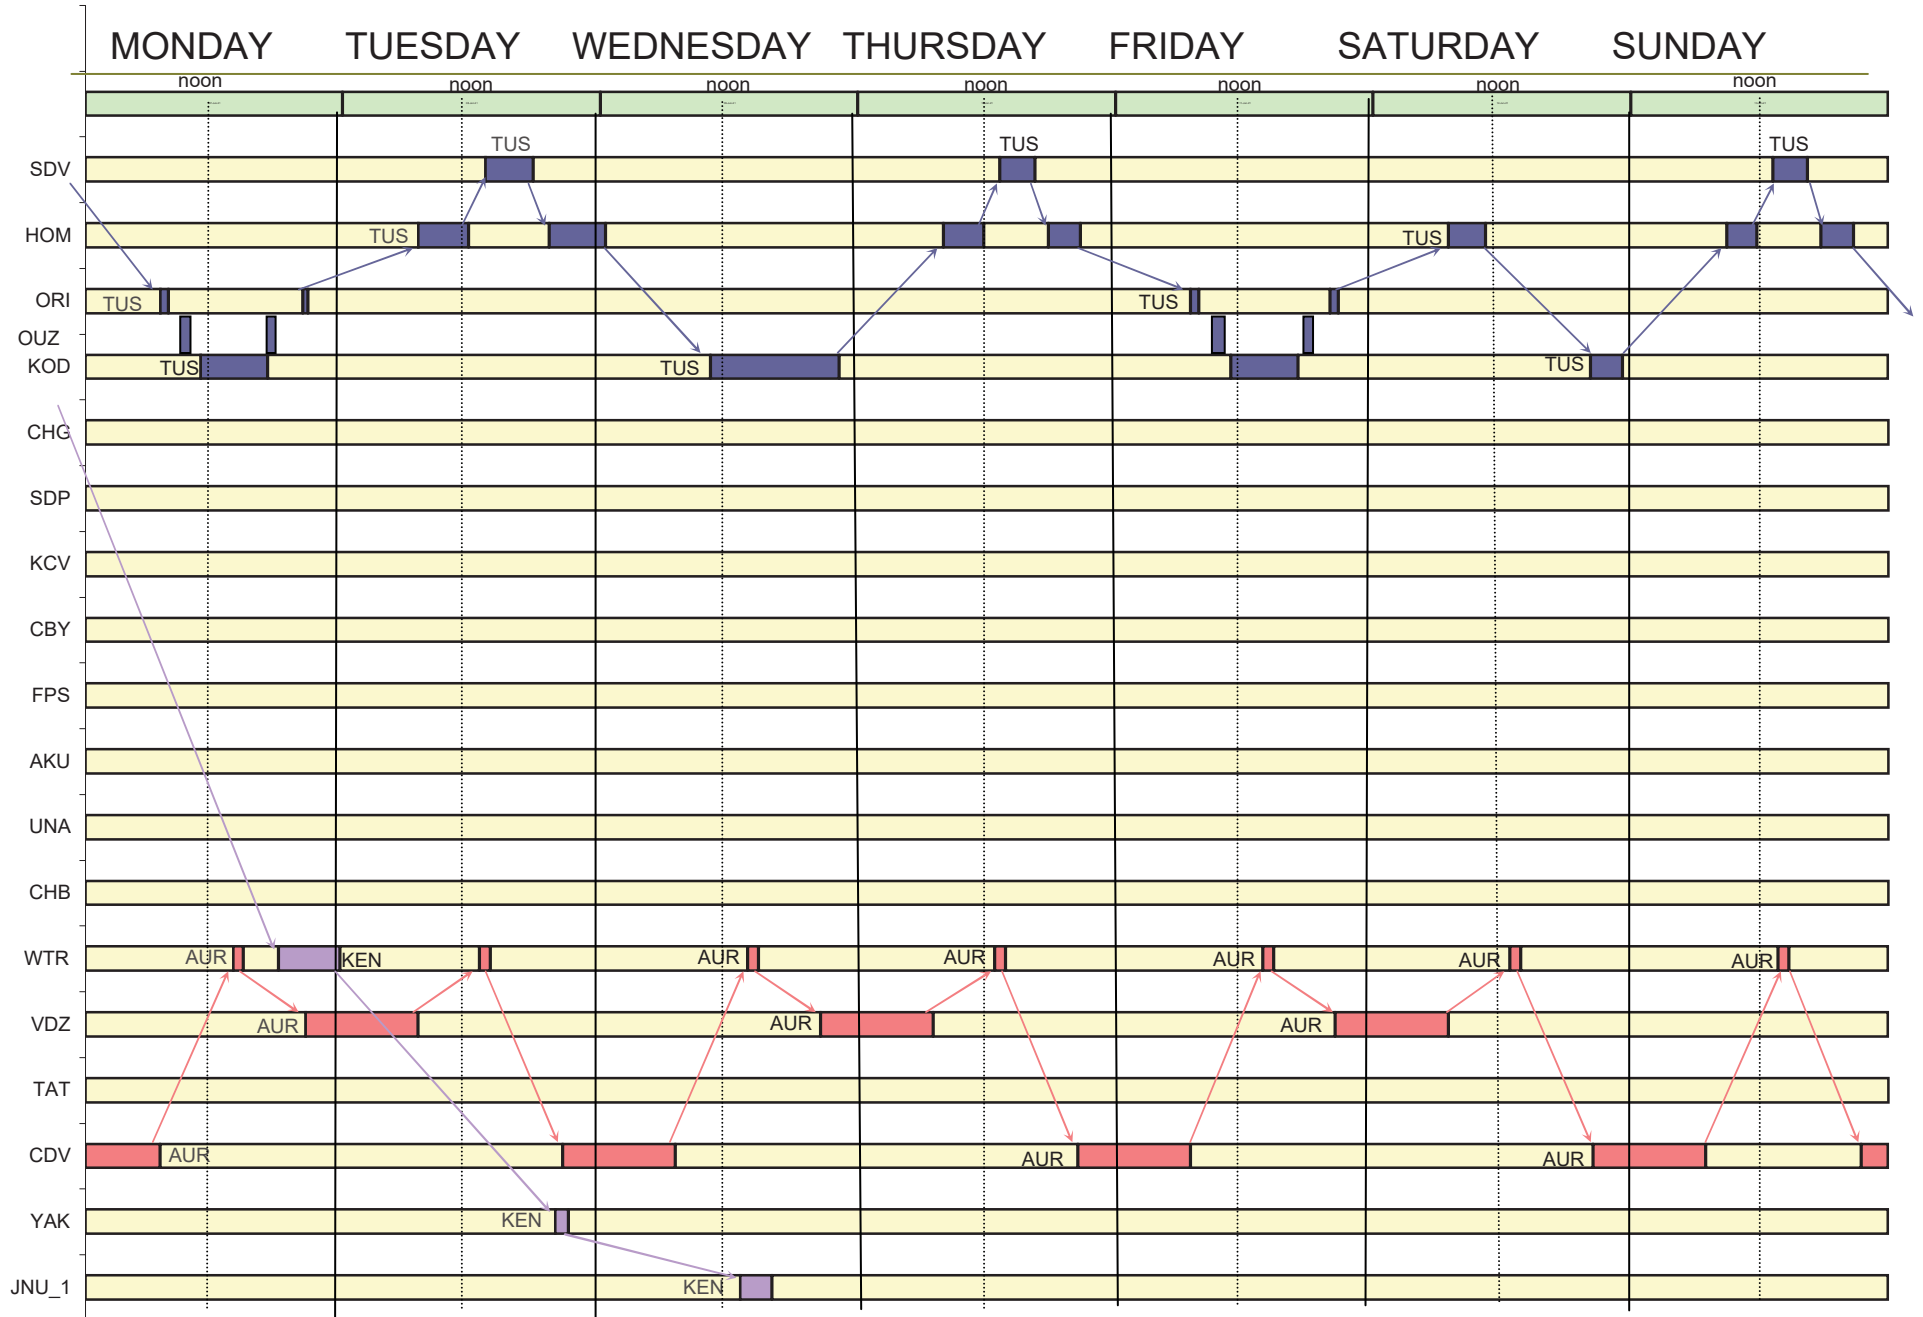 MONDAY TUESDAY WEDNESDAY THURSDAY FRIDAY SATURDAY SUNDAY
noon noon noon noon noon noon noon
TUS TUS TUS
SDV
HOM TUS TUS
ORI TUS TUS
OUZ
KOD TUS TUS TUS
CHG
SDP
KCV
CBY
FPS
AKU
UNA
CHB
WTR AUR KEN AUR AUR AUR AUR AUR
VDZ AUR AUR AUR
TAT
CDV AUR AUR AUR
YAK KEN
JNU_1 KEN